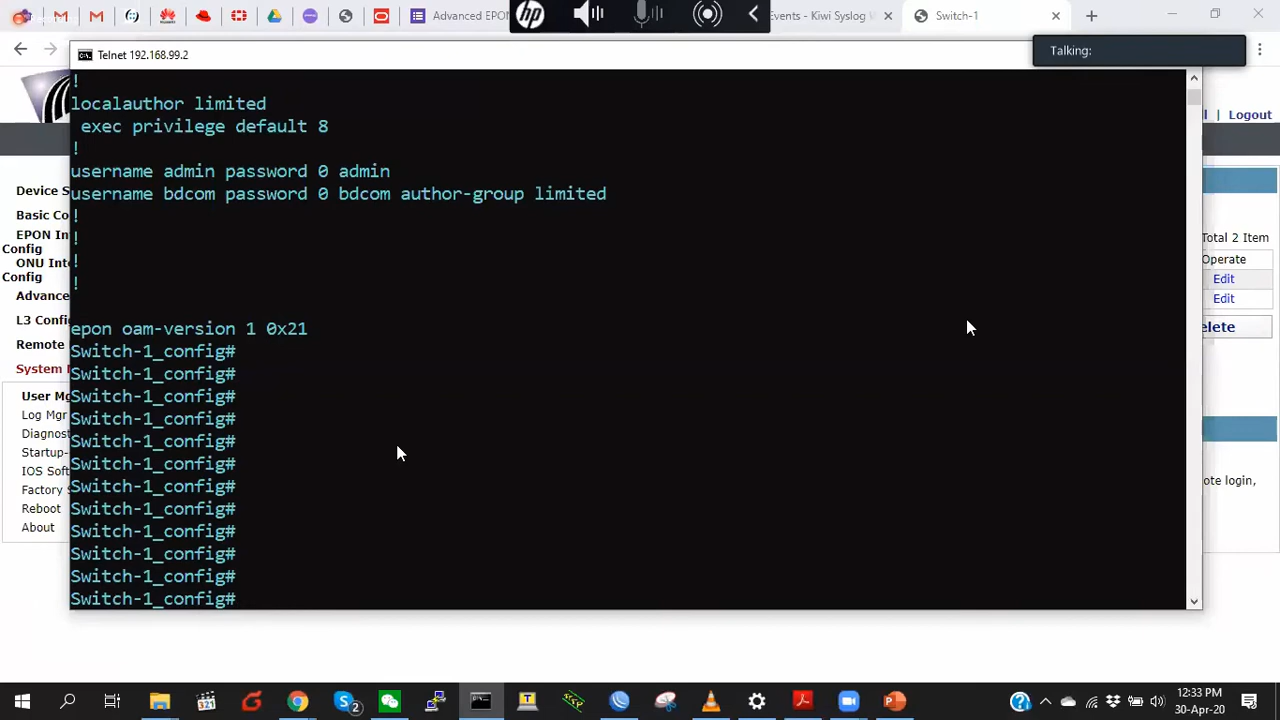 Advanced EPON
Events - Kiwi Syslog
Switch-1
Telnet 192.168.99.2
Talking:
!
localauthor limited
exec privilege default 8
!
username admin password 0 admin
username bdcom password 0 bdcom author-group limited
!
!
!
!
epon oam-version 1 0x21
Switch-1_config#
Switch-1_config#
Switch-1_config#
Switch-1_config#
Switch-1_config#
Switch-1_config#
Switch-1_config#
Switch-1_config#
Switch-1_config#
Switch-1_config#
Switch-1_config#
Switch-1_config#
Device S
Basic Co
EPON In
Config
ONU Inte
Config
Advance
L3 Config
Remote
System
User Mg
Log Mgr
Diagnost
Startup-
IOS Soft
Factory S
Reboot
About
l | Logout
Total 2 Item
Operate
Edit
Edit
elete
ote login,
321
2
12:33 PM
30-Apr-20